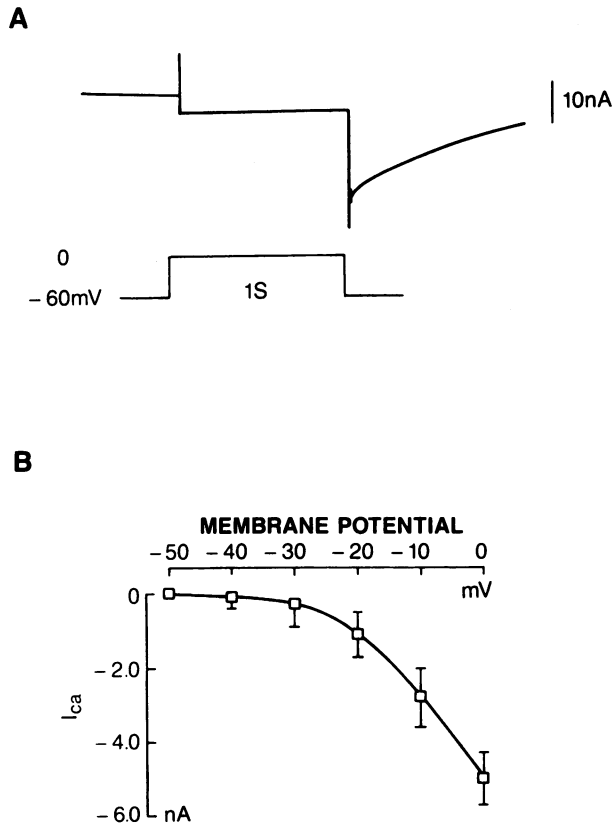 A
10nA
0
- 60mV
1S
B
MEMBRANE POTENTIAL
- 50 - 40 - 30 - 20 - 10 0
mV
0
- 2.0
- 4.0
- 6.0
Ica
nA